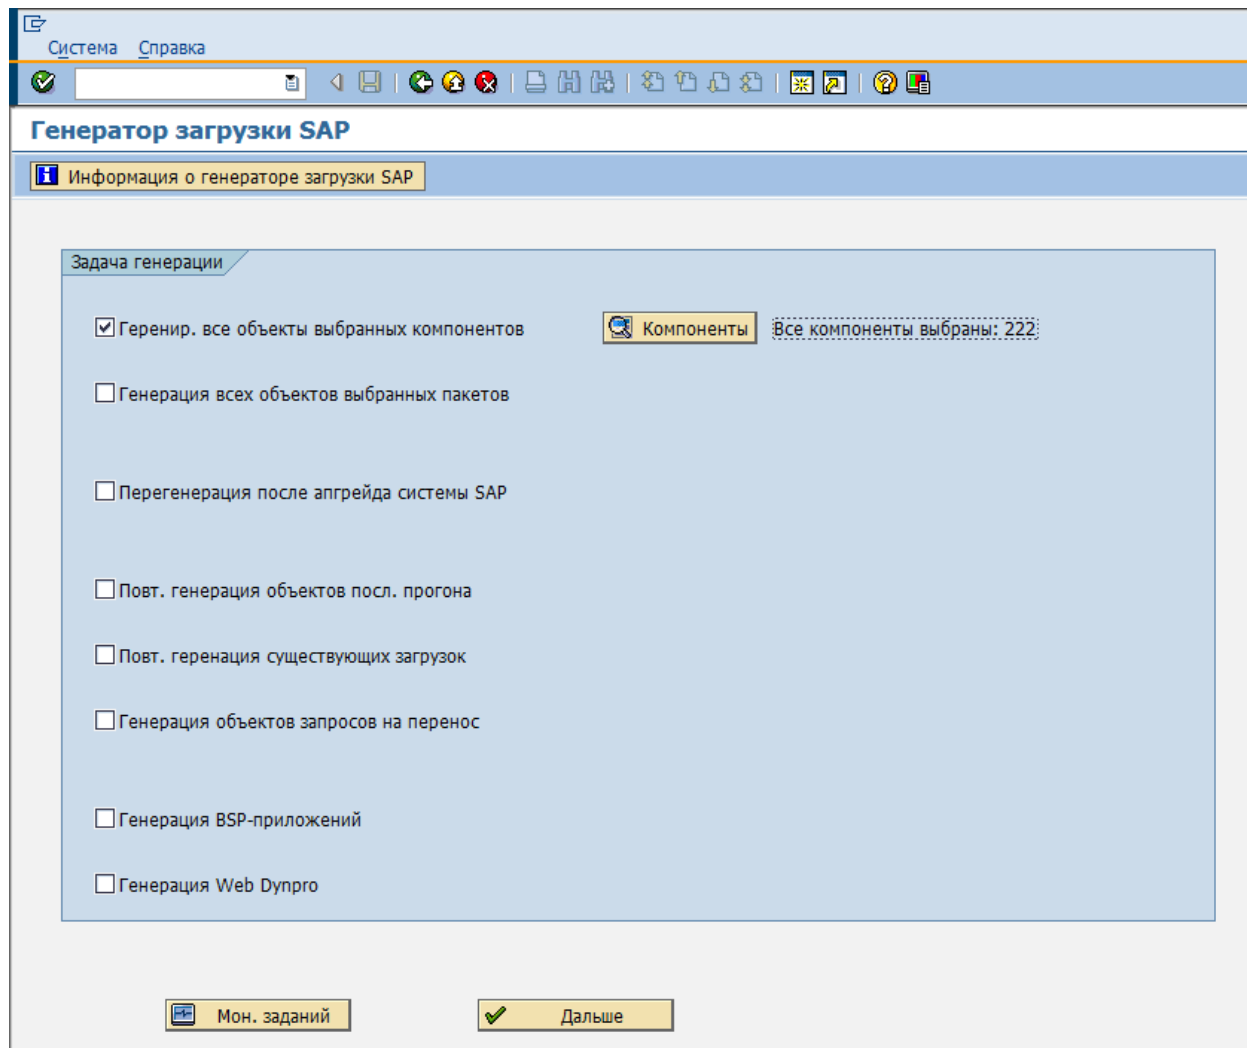 Система Справка
Генератор загрузки SAP
Информация о генераторе загрузки SAP
Задача генерации
Геренир. все объекты выбранных компонентов Компоненты Все компоненты выбраны: 222
Генерация всех объектов выбранных пакетов
Перегенерация после апгрейда системы SAP
Повт. генерация объектов посл. прогона
Повт. геренация существующих загрузок
Генерация объектов запросов на перенос
Генерация BSP-приложений
Генерация Web Dynpro
Мон. заданий Дальше